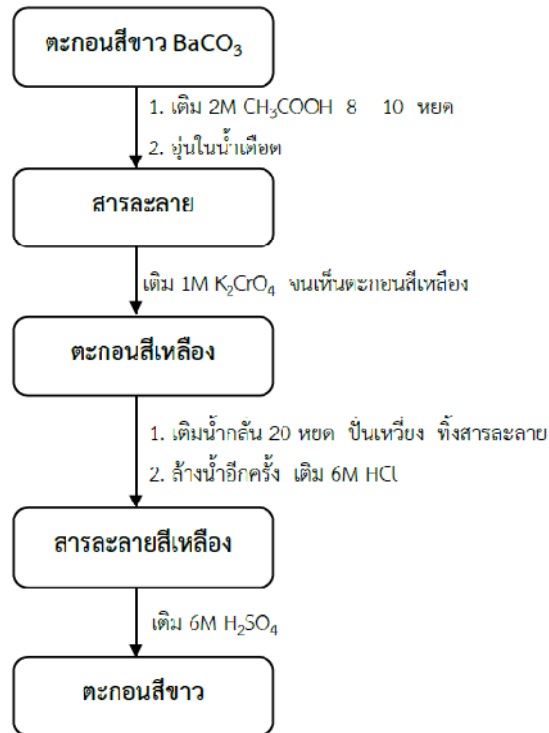 ตะกอนสีขาว BaCO₃
1. เติม 2M CH₃COOH 8 10 หยด
2. อุ่นในน้ำเดือด
สารละลาย
เติม 1M K₂CrO₄ จนเห็นตะกอนสีเหลือง
ตะกอนสีเหลือง
1. เติมน้ำกลั่น 20 หยด ปั่นเหวี่ยง ทิ้งสารละลาย
2. ล้างน้ำอีกครั้ง เติม 6M HCl
สารละลายสีเหลือง
เติม 6M H₂SO₄
ตะกอนสีขาว